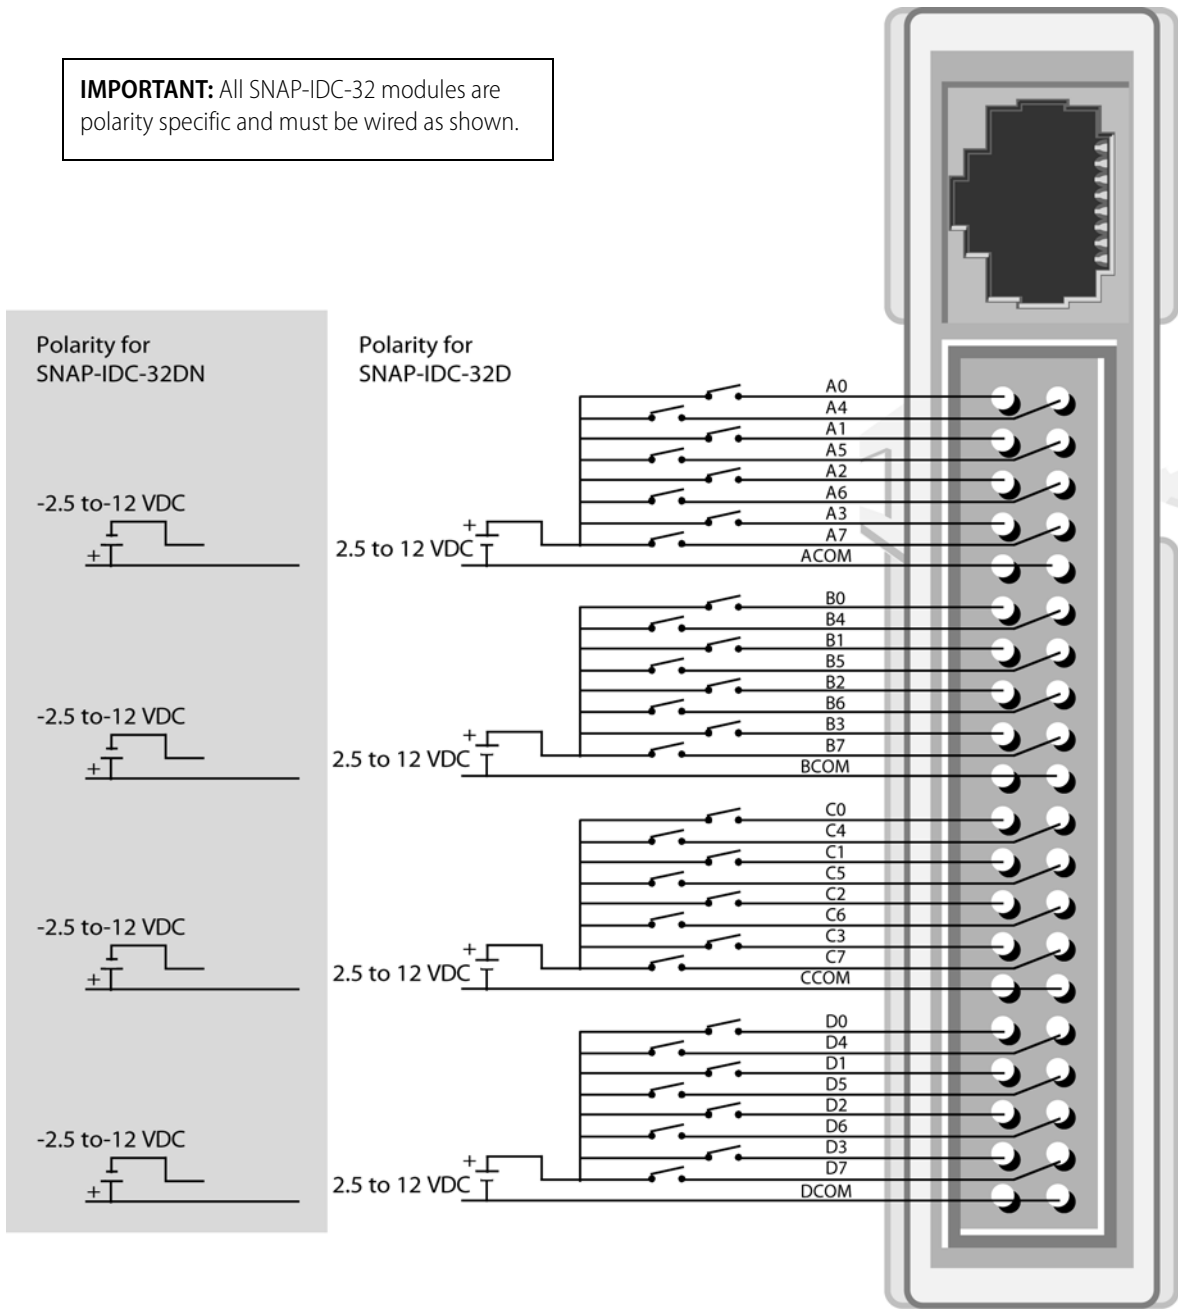 IMPORTANT: All SNAP-IDC-32 modules are
polarity specific and must be wired as shown.
Polarity for
SNAP-IDC-32DN
Polarity for
SNAP-IDC-32D
A0
A4
A1
A5
A2
A6
A3
A7
ACOM
-2.5 to-12 VDC
+
+
2.5 to 12 VDC
B0
B4
B1
B5
B2
B6
B3
B7
BCOM
-2.5 to-12 VDC
+
+
2.5 to 12 VDC
C0
C4
C1
C5
C2
C6
C3
C7
CCOM
-2.5 to-12 VDC
+
+
2.5 to 12 VDC
D0
D4
D1
D5
D2
D6
D3
D7
DCOM
-2.5 to-12 VDC
+
+
2.5 to 12 VDC